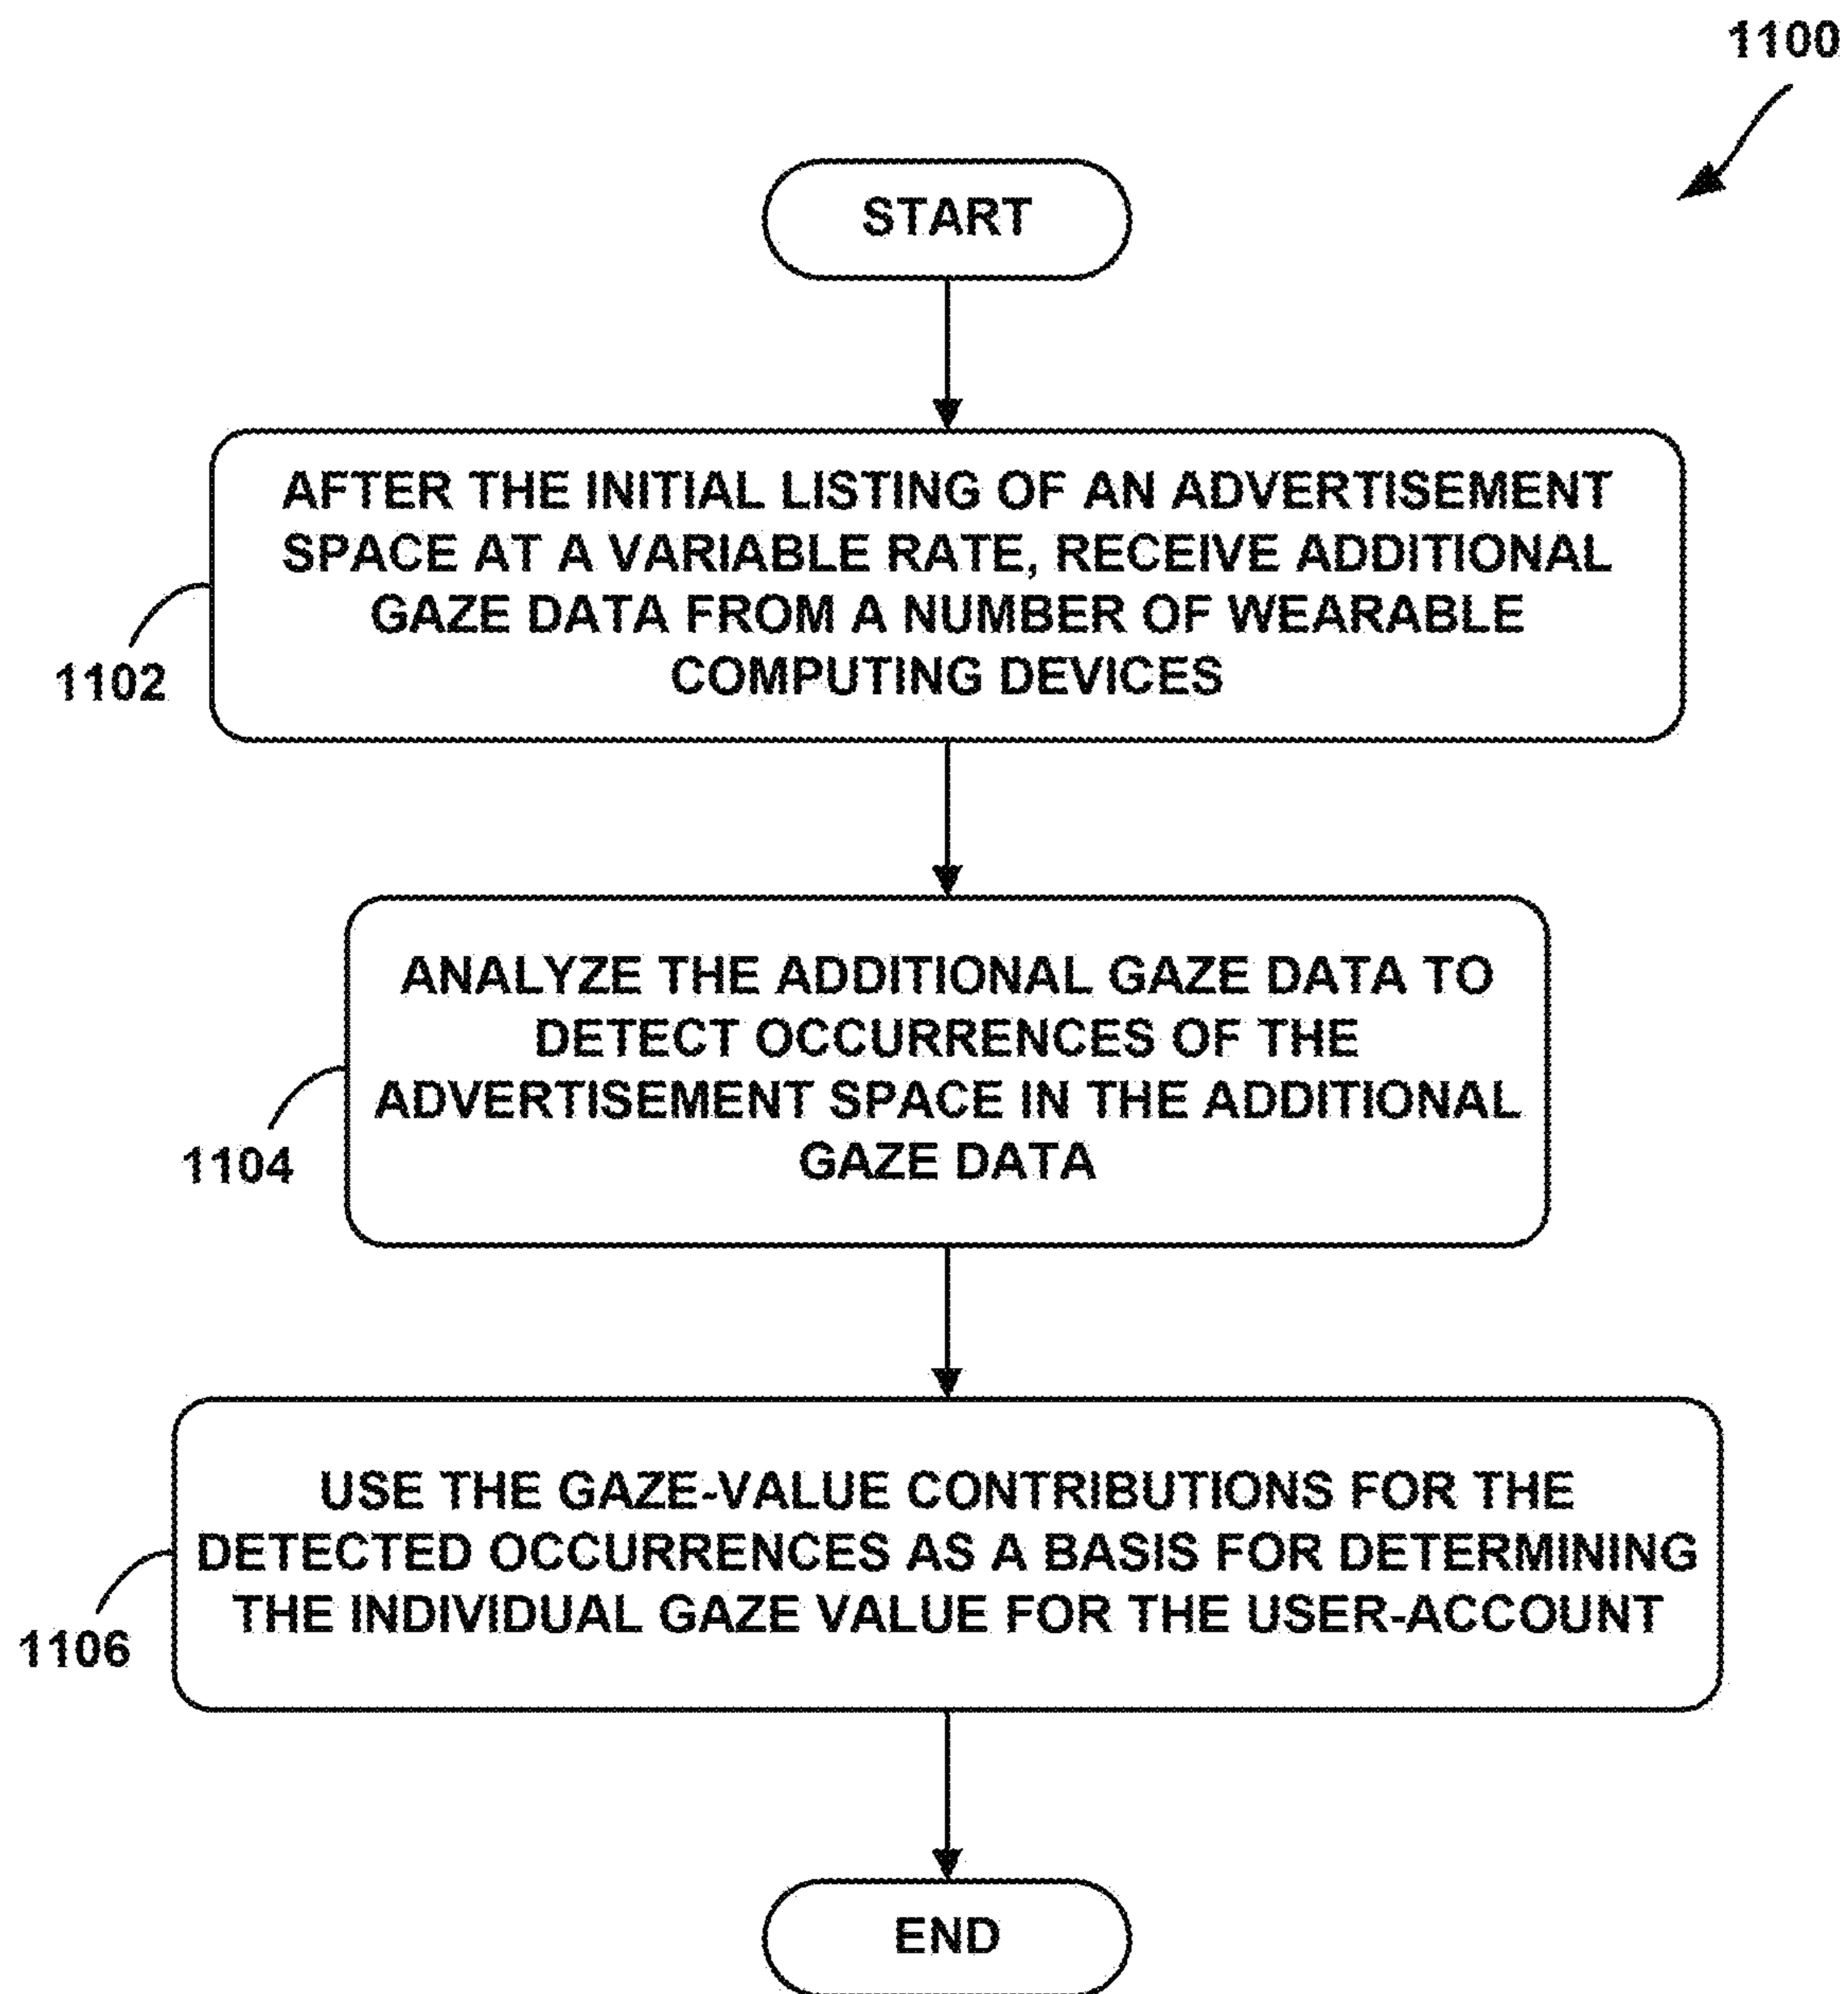 1100
START
AFTER THE INITIAL LISTING OF AN ADVERTISEMENT
SPACE AT A VARIABLE RATE, RECEIVE ADDITIONAL
GAZE DATA FROM A NUMBER OF WEARABLE
COMPUTING DEVICES
1102
ANALYZE THE ADDITIONAL GAZE DATA TO
DETECT OCCURRENCES OF THE
ADVERTISEMENT SPACE IN THE ADDITIONAL
GAZE DATA
1104
USE THE GAZE-VALUE CONTRIBUTIONS FOR THE
DETECTED OCCURRENCES AS A BASIS FOR DETERMINING
THE INDIVIDUAL GAZE VALUE FOR THE USER-ACCOUNT
1106
END